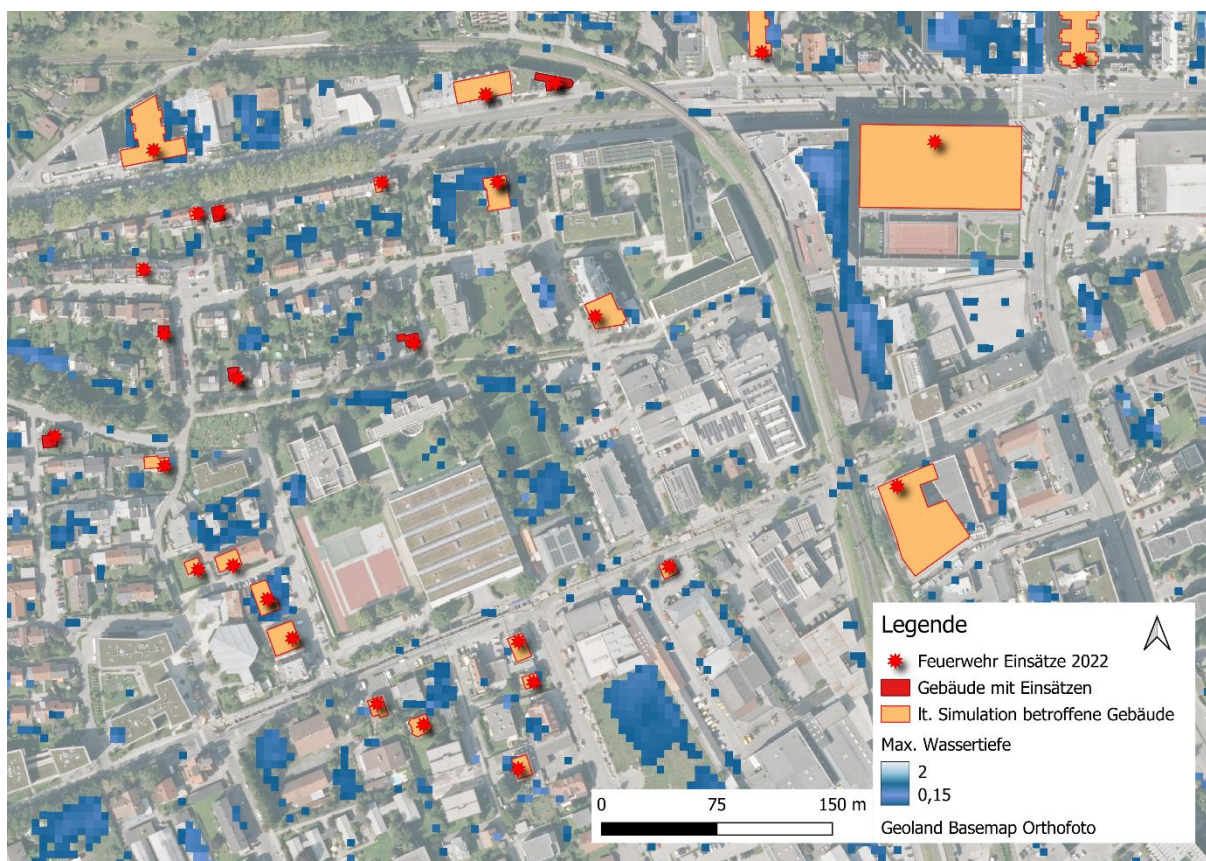 Legende
Feuerwehr Einsätze 2022
Gebäude mit Einsätzen
lt. Simulation betroffene Gebäude
Max. Wassertiefe
2
0,15
Geoland Basemap Orthofoto
0 75 150 m